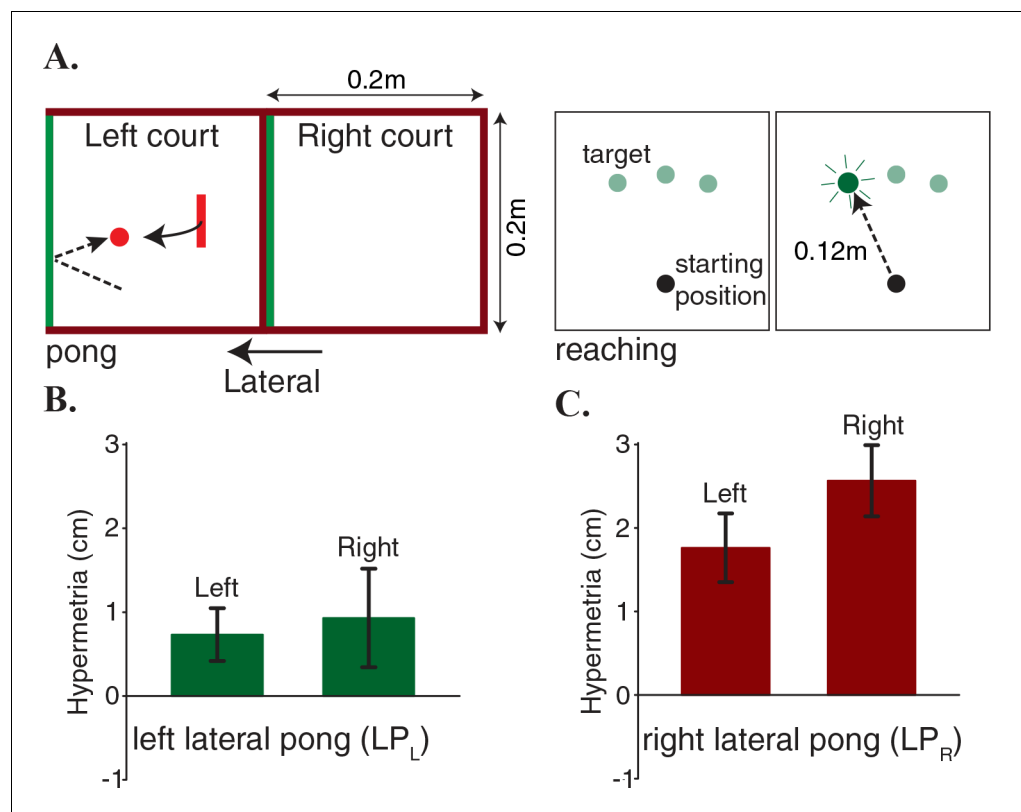 A.
0.2m
Left court
Right court
0.2m
pong
Lateral
target
starting
position
0.12m
reaching
B.
3
2
1
0
-1
Hypermetria (cm)
Left
Right
left lateral pong (LPL)
C.
3
2
1
0
-1
Hypermetria (cm)
Left
Right
right lateral pong (LPR)